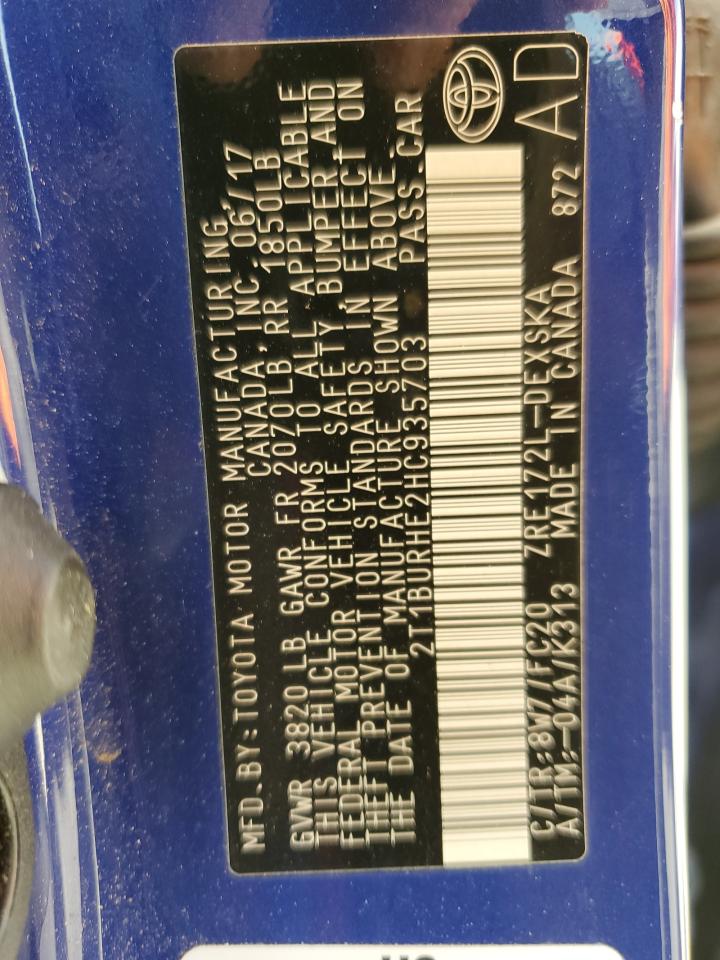 MFD.BY:TOYOTA MOTOR MANUFACTURING
CANADA, INC. 06/17
GVWR 3820 LB GAWR FR 2070LB, RR 1850LB
THIS VEHICLE CONFORMS TO ALL APPLICABLE
FEDERAL MOTOR VEHICLE SAFETY, BUMPER, AND
THEFT PREVENTION STANDARDS IN EFFECT ON
THE DATE OF MANUFACTURE SHOWN ABOVE.
2T1BURHE2HC935703 PASS. CAR
C/TR:8W7/FC20 ZRE172L-DEXSKA
A/TM:-04A/K313 MADE IN CANADA 872
AD